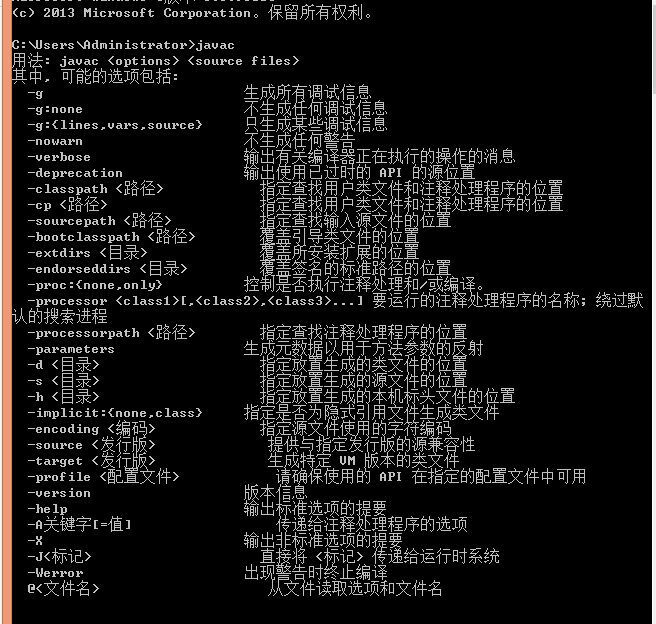 (c) 2013 Microsoft Corporation。保留所有权利。
C:\Users\Administrator>javac
用法: javac <options> <source files>
其中, 可能的选项包括:
-g 生成所有调试信息
-g:none 不生成任何调试信息
-g:{lines,vars,source} 只生成某些调试信息
-nowarn 不生成任何警告
-verbose 输出有关编译器正在执行的操作的消息
-deprecation 输出使用已过时的 API 的源位置
-classpath <路径> 指定查找用户类文件和注释处理程序的位置
-cp <路径> 指定查找用户类文件和注释处理程序的位置
-sourcepath <路径> 指定查找输入源文件的位置
-bootclasspath <路径> 覆盖引导类文件的位置
-extdirs <目录> 覆盖所安装扩展的位置
-endorseddirs <目录> 覆盖签名的标准路径的位置
-proc:{none,only} 控制是否执行注释处理和/或编译。
-processor <class1>[,<class2>,<class3>...] 要运行的注释处理程序的名称; 绕过默
认的搜索进程
-processorpath <路径> 指定查找注释处理程序的位置
-parameters 生成元数据以用于方法参数的反射
-d <目录> 指定放置生成的类文件的位置
-s <目录> 指定放置生成的源文件的位置
-h <目录> 指定放置生成的本机标头文件的位置
-implicit:{none,class} 指定是否为隐式引用文件生成类文件
-encoding <编码> 指定源文件使用的字符编码
-source <发行版> 提供与指定发行版的源兼容性
-target <发行版> 生成特定 VM 版本的类文件
-profile <配置文件> 请确保使用的 API 在指定的配置文件中可用
-version 版本信息
-help 输出标准选项的提要
-A关键字[=值] 传递给注释处理程序的选项
-X 输出非标准选项的提要
-J<标记> 直接将 <标记> 传递给运行时系统
-Werror 出现警告时终止编译
@<文件名> 从文件读取选项和文件名